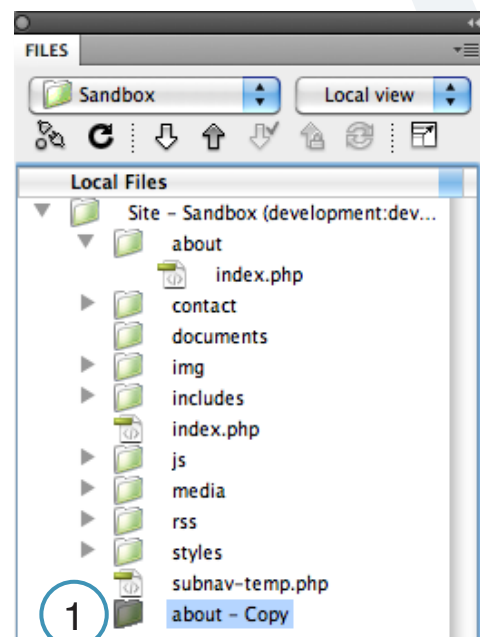 FILES
Sandbox Local view
Local Files
Site – Sandbox (development:dev...
about
index.php
contact
documents
img
includes
index.php
js
media
rss
styles
subnav-temp.php
1 about – Copy